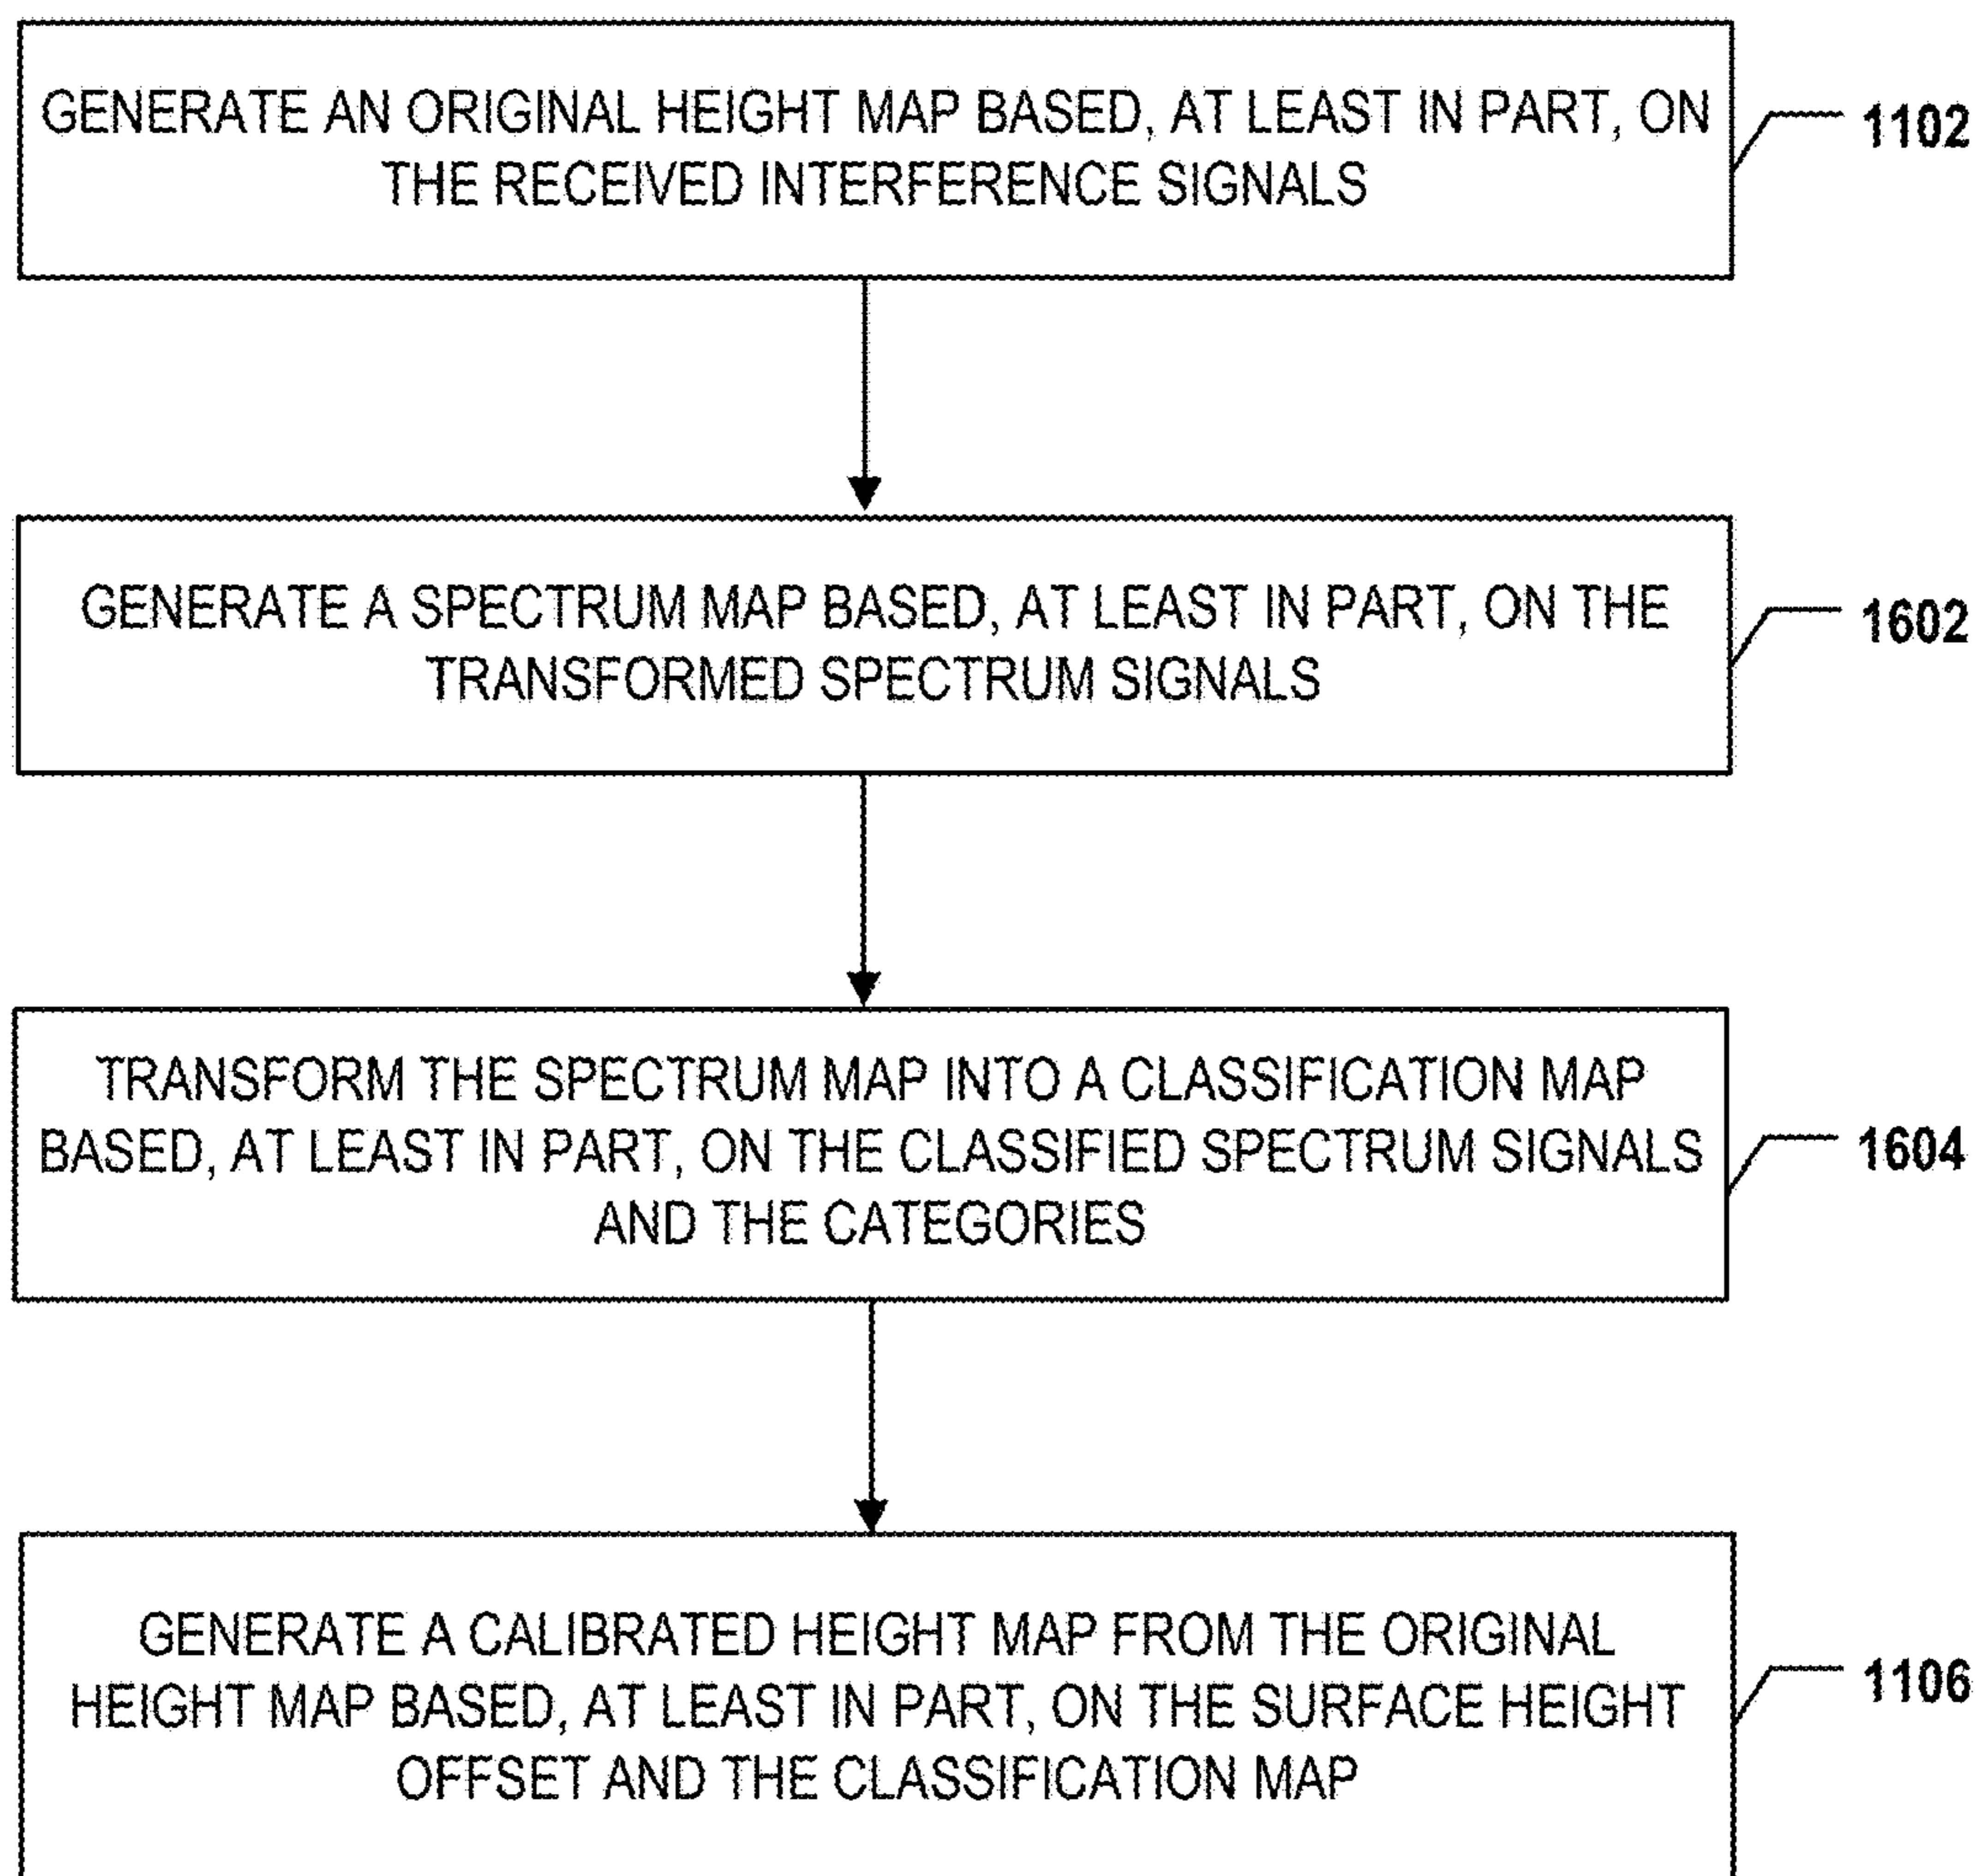 GENERATE AN ORIGINAL HEIGHT MAP BASED, AT LEAST IN PART, ON
THE RECEIVED INTERFERENCE SIGNALS
1102
GENERATE A SPECTRUM MAP BASED, AT LEAST IN PART, ON THE
TRANSFORMED SPECTRUM SIGNALS
1602
TRANSFORM THE SPECTRUM MAP INTO A CLASSIFICATION MAP
BASED, AT LEAST IN PART, ON THE CLASSIFIED SPECTRUM SIGNALS
AND THE CATEGORIES
1604
GENERATE A CALIBRATED HEIGHT MAP FROM THE ORIGINAL
HEIGHT MAP BASED, AT LEAST IN PART, ON THE SURFACE HEIGHT
OFFSET AND THE CLASSIFICATION MAP
1106